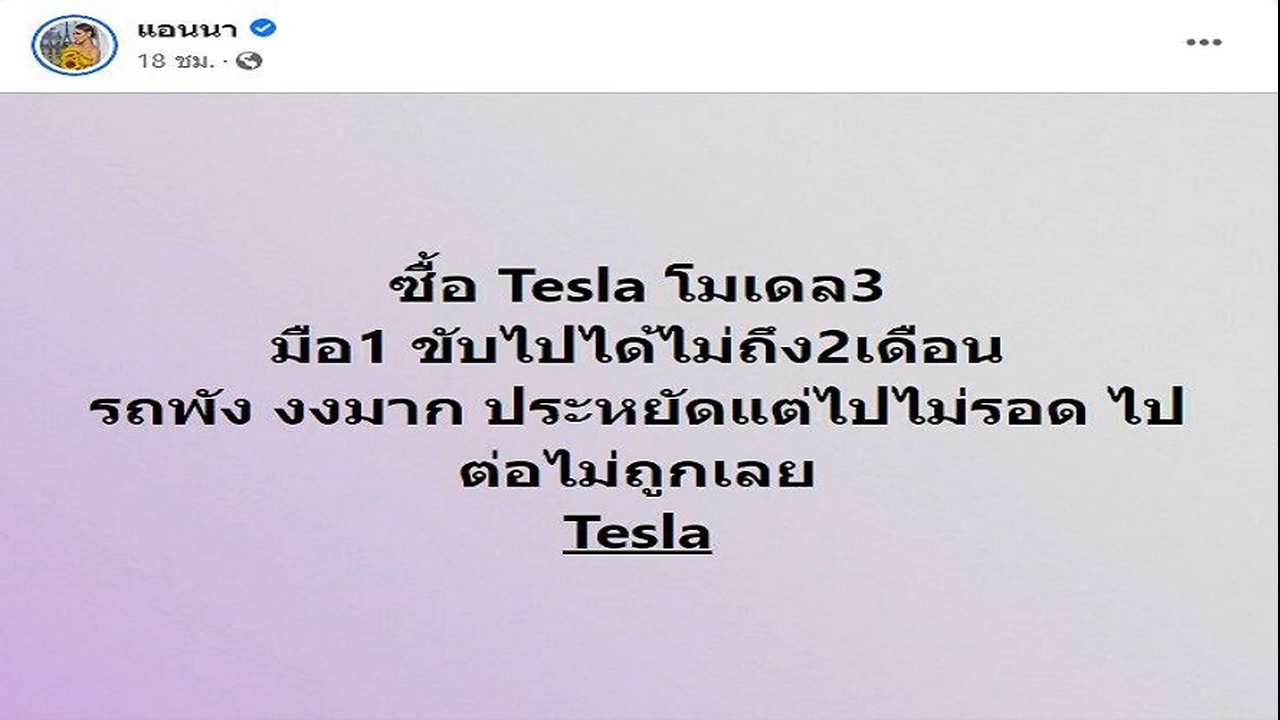 แอนนา
18 ชม. ·
ซื้อ Tesla โมเดล3
มือ1 ขับไปได้ไม่ถึง2เดือน
รถพัง งงมาก ประหยัดแต่ไปไม่รอด ไป
ต่อไม่ถูกเลย
Tesla